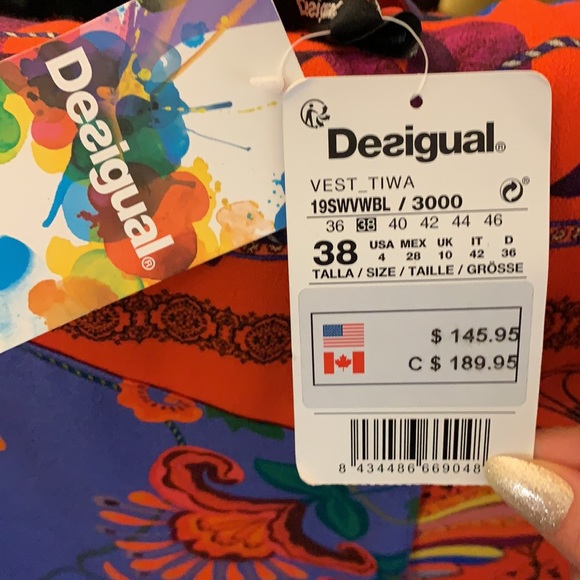 Desigual
Desigual®
Desigual®
VEST_TIWA
19SWVWBL / 3000
36 38 40 42 44 46
38 USA MEX UK IT D
4 28 10 42 36
TALLA / SIZE / TAILLE / GRÖSSE
$ 145.95
C $ 189.95
8 434486 669048